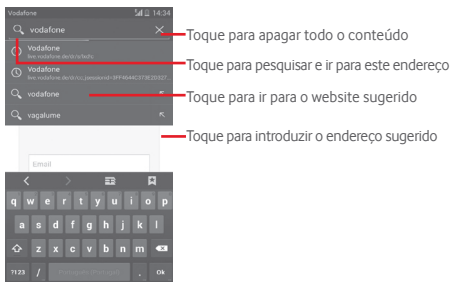 Vodafone 14:34
vodafone
Toque para apagar todo o conteúdo
Vodafone
Toque para pesquisar e ir para este endereço
Vodafone
vodafone
Toque para ir para o website sugerido
vagalume
Toque para introduzir o endereço sugerido
Email
q w e r t y u i o p
a s d f g h j k l
z x c v b n m
?123 / . Ok